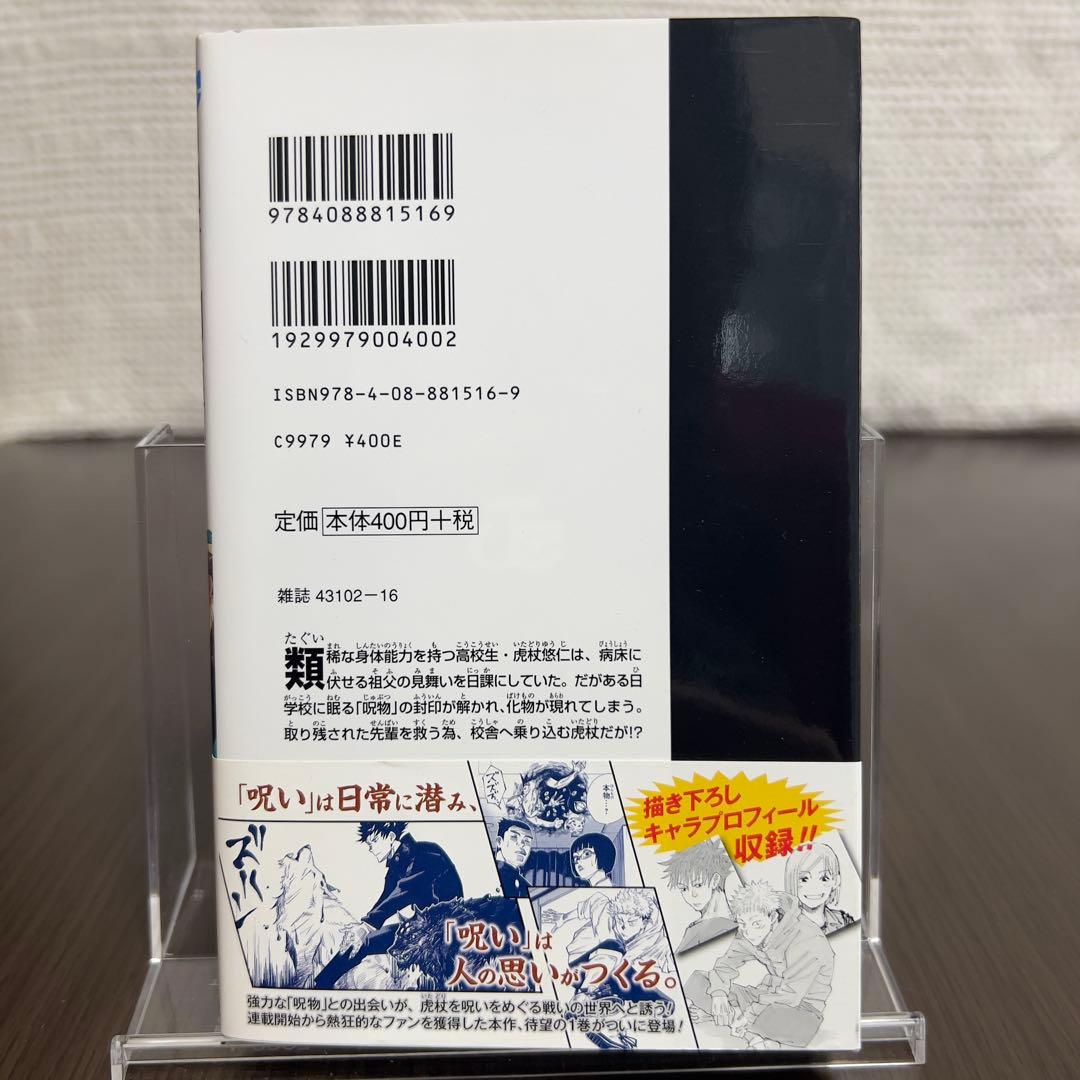 9784088815169
1929979004002
ISBN978-4-08-881516-9
C9979 ¥400E
定価 本体400円+税
雑誌 43102-16
類稀な身体能力を持つ高校生・虎杖悠仁は、病床に
伏せる祖父の見舞いを日課にしていた。だがある日
学校に眠る「呪物」の封印が解かれ、化物が現れてしまう。
取り残された先輩を救う為、校舎へ乗り込む虎杖だが!?
「呪い」は日常に潜み、
ズズズ
本物…?
描き下ろし
キャラプロフィール
収録!!
「呪い」は
人の思いがつくる。
強力な「呪物」との出会いが、虎杖を呪いをめぐる戦いの世界へと誘う!
連載開始から熱狂的なファンを獲得した本作、待望の1巻がついに登場!